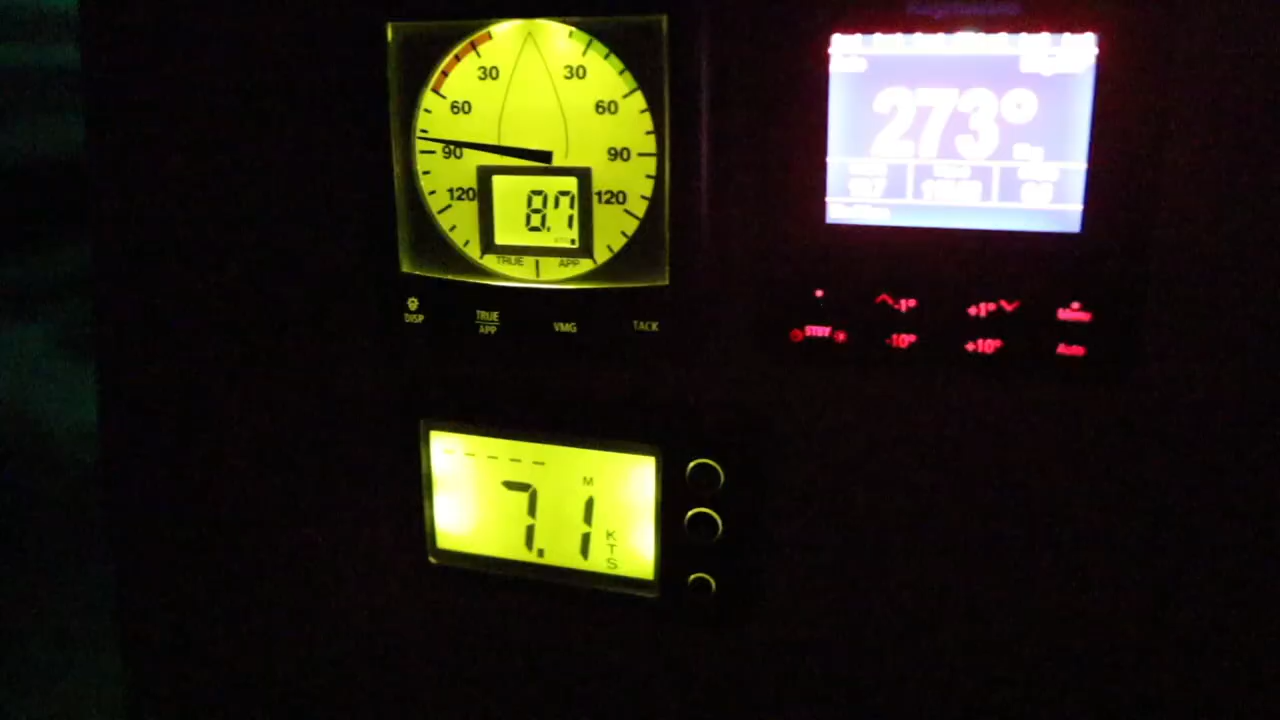 30 30
60 60
90 90
120 120
8.7
TRUE APP
DISP
TRUE
APP
VMG
TACK
273°
-1° +1°
STBY
-10° +10°
Auto
M
7.1
KTS